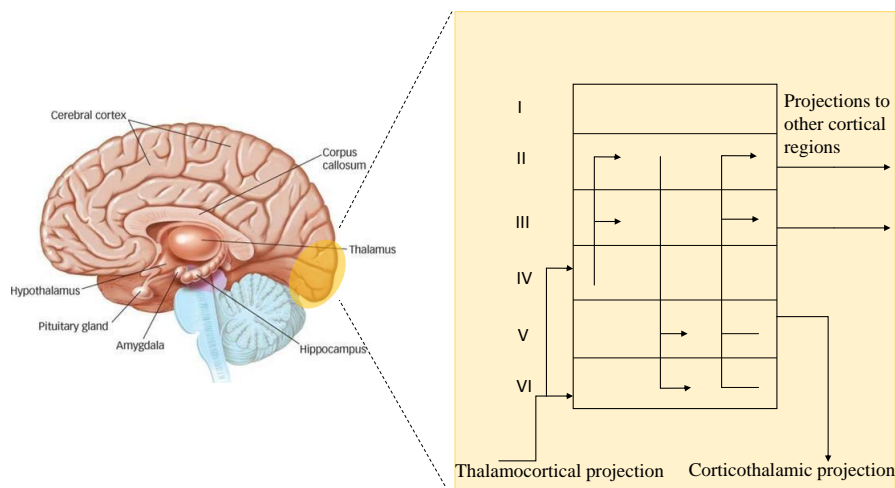 Cerebral cortex
Corpus
callosum
Thalamus
Hypothalamus
Pituitary gland
Amygdala
Hippocampus
I
II
III
IV
V
VI
Projections to
other cortical
regions
Thalamocortical projection
Corticothalamic projection